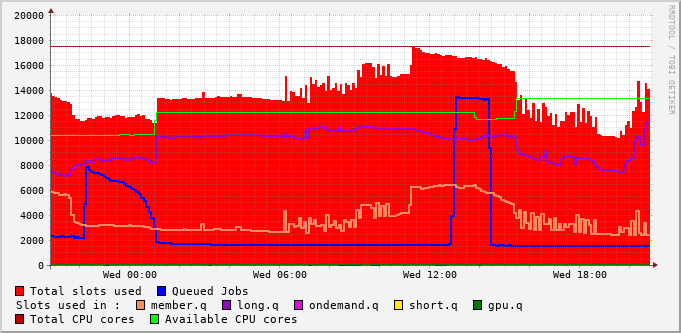 RRDTOOL / TOBI OETIKER
20000
18000
16000
14000
12000
10000
8000
6000
4000
2000
0
Wed 00:00 Wed 06:00 Wed 12:00 Wed 18:00
Total slots used Queued Jobs
Slots used in : member.q long.q ondemand.q short.q gpu.q
Total CPU cores Available CPU cores